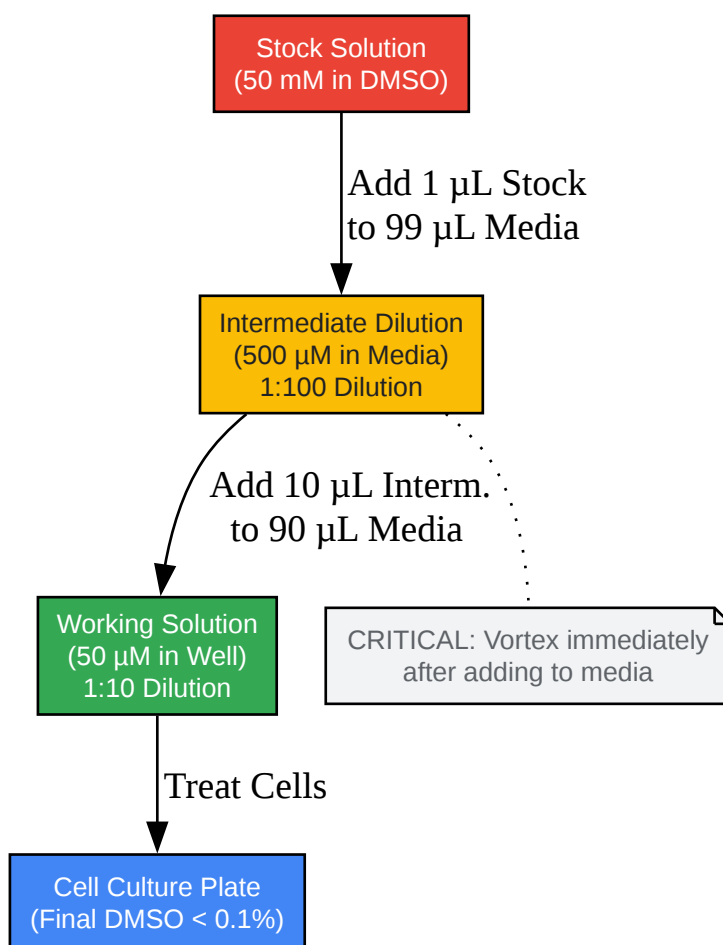 Stock Solution
(50 mM in DMSO)
Add 1 µL Stock
to 99 µL Media
Intermediate Dilution
(500 µM in Media)
1:100 Dilution
Add 10 µL Interm.
to 90 µL Media
Working Solution
(50 µM in Well)
1:10 Dilution
CRITICAL: Vortex immediately
after adding to media
Treat Cells
Cell Culture Plate
(Final DMSO < 0.1%)